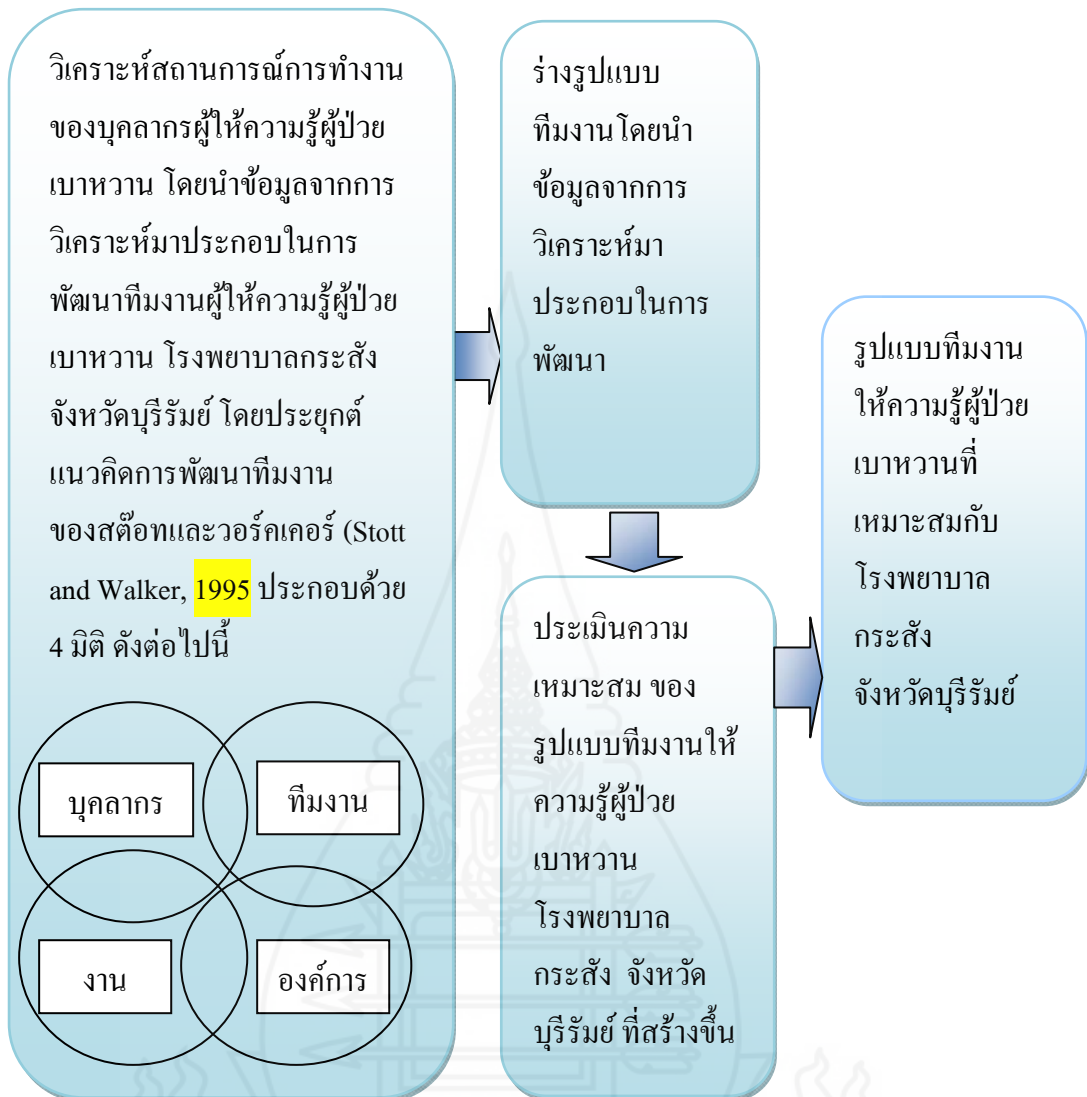 วิเคราะห์สถานการณ์การทำงาน
ของบุคลากรผู้ให้ความรู้ผู้ป่วย
เบาหวาน โดยนำข้อมูลจากการ
วิเคราะห์มาประกอบในการ
พัฒนาทีมงานผู้ให้ความรู้ผู้ป่วย
เบาหวาน โรงพยาบาลกระสัง
จังหวัดบุรีรัมย์ โดยประยุกต์
แนวคิดการพัฒนาทีมงาน
ของสต๊อทและวอร์คเคอร์ (Stott
and Walker, 1995 ประกอบด้วย
4 มิติ ดังต่อไปนี้
บุคลากร
ทีมงาน
งาน
องค์การ
ร่างรูปแบบ
ทีมงานโดยนำ
ข้อมูลจากการ
วิเคราะห์มา
ประกอบในการ
พัฒนา
ประเมินความ
เหมาะสม ของ
รูปแบบทีมงานให้
ความรู้ผู้ป่วย
เบาหวาน
โรงพยาบาล
กระสัง จังหวัด
บุรีรัมย์ ที่สร้างขึ้น
รูปแบบทีมงาน
ให้ความรู้ผู้ป่วย
เบาหวานที่
เหมาะสมกับ
โรงพยาบาล
กระสัง
จังหวัดบุรีรัมย์